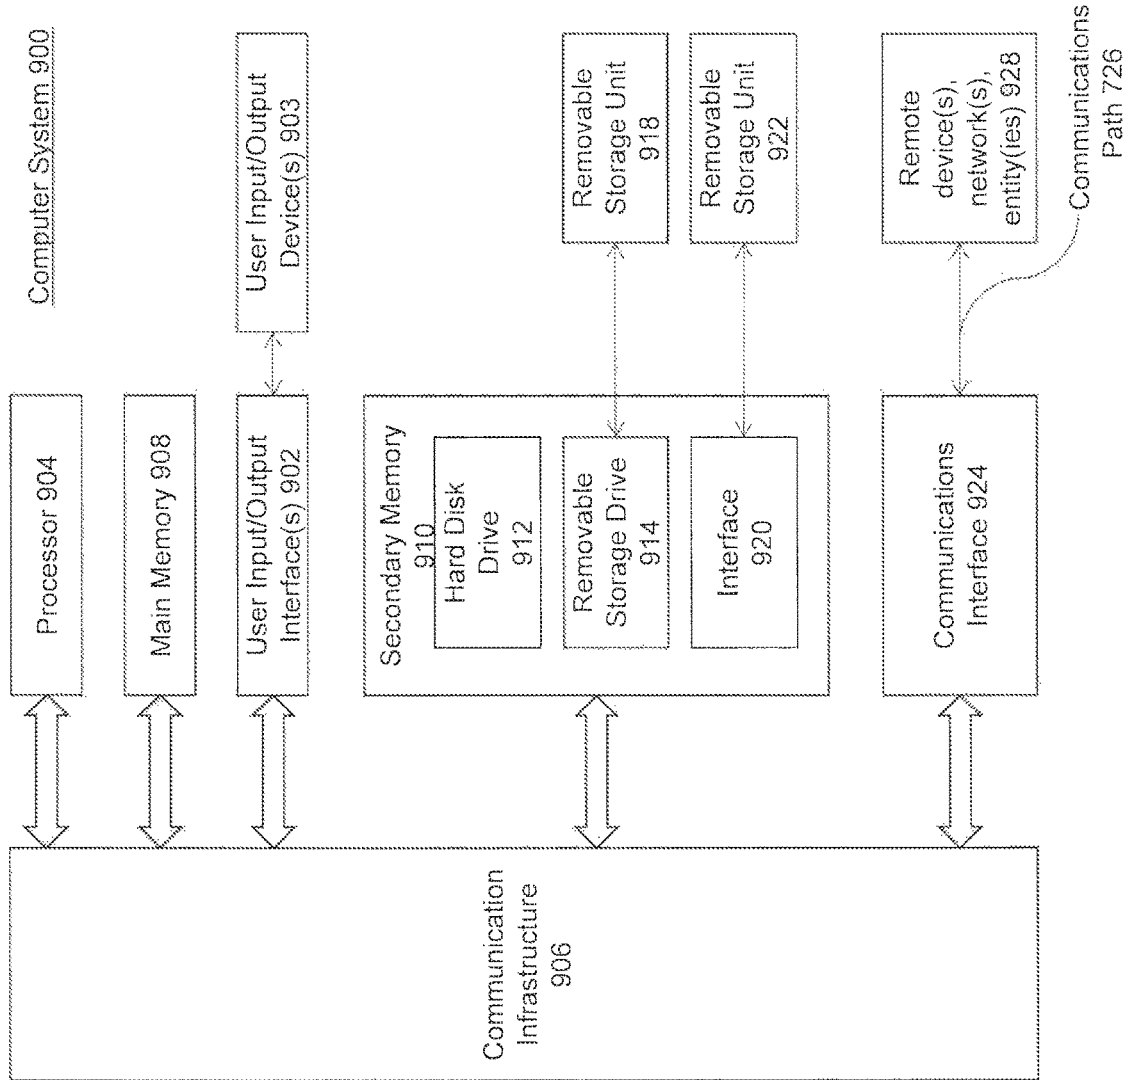 Computer System 900
Processor 904
Main Memory 908
User Input/Output
Interface(s) 902
User Input/Output
Device(s) 903
Secondary Memory
910
Hard Disk
Drive
912
Removable
Storage Drive
914
Removable
Storage Unit
918
Interface
920
Removable
Storage Unit
922
Communications
Interface 924
Remote
device(s),
network(s),
entity(ies) 928
Communications
Path 726
Communication
Infrastructure
906